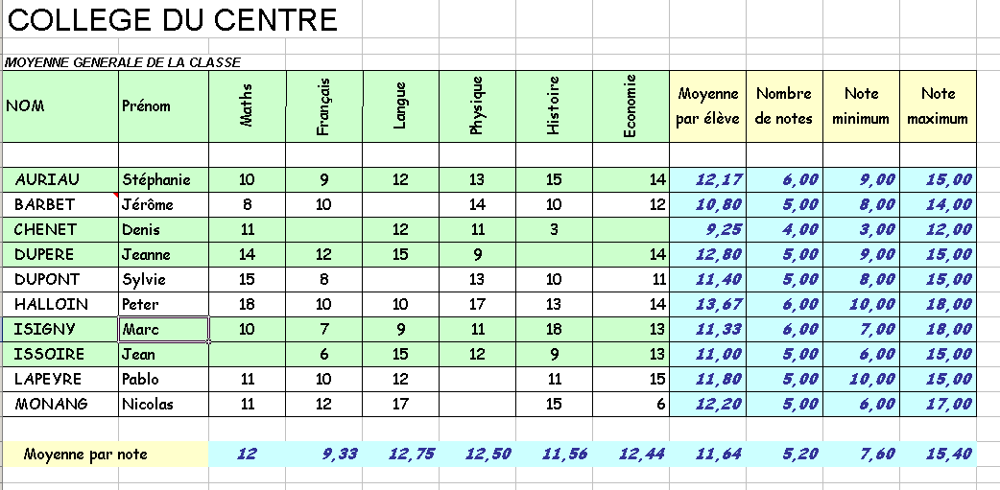 COLLEGE DU CENTRE
MOYENNE GENERALE DE LA CLASSE
NOM Prénom Maths Français Langue Physique Histoire Economie Moyenne par élève Nombre de notes Note minimum Note maximum
AURIAU Stéphanie 10 9 12 13 15 14 12,17 6,00 9,00 15,00
BARBET Jérôme 8 10 14 10 12 10,80 5,00 8,00 14,00
CHENET Denis 11 12 11 3 9,25 4,00 3,00 12,00
DUPERE Jeanne 14 12 15 9 14 12,80 5,00 9,00 15,00
DUPONT Sylvie 15 8 13 10 11 11,40 5,00 8,00 15,00
HALLOIN Peter 18 10 10 17 13 14 13,67 6,00 10,00 18,00
ISIGNY Marc 10 7 9 11 18 13 11,33 6,00 7,00 18,00
ISSOIRE Jean 6 15 12 9 13 11,00 5,00 6,00 15,00
LAPEYRE Pablo 11 10 12 11 15 11,80 5,00 10,00 15,00
MONANG Nicolas 11 12 17 15 6 12,20 5,00 6,00 17,00
Moyenne par note 12 9,33 12,75 12,50 11,56 12,44 11,64 5,20 7,60 15,40